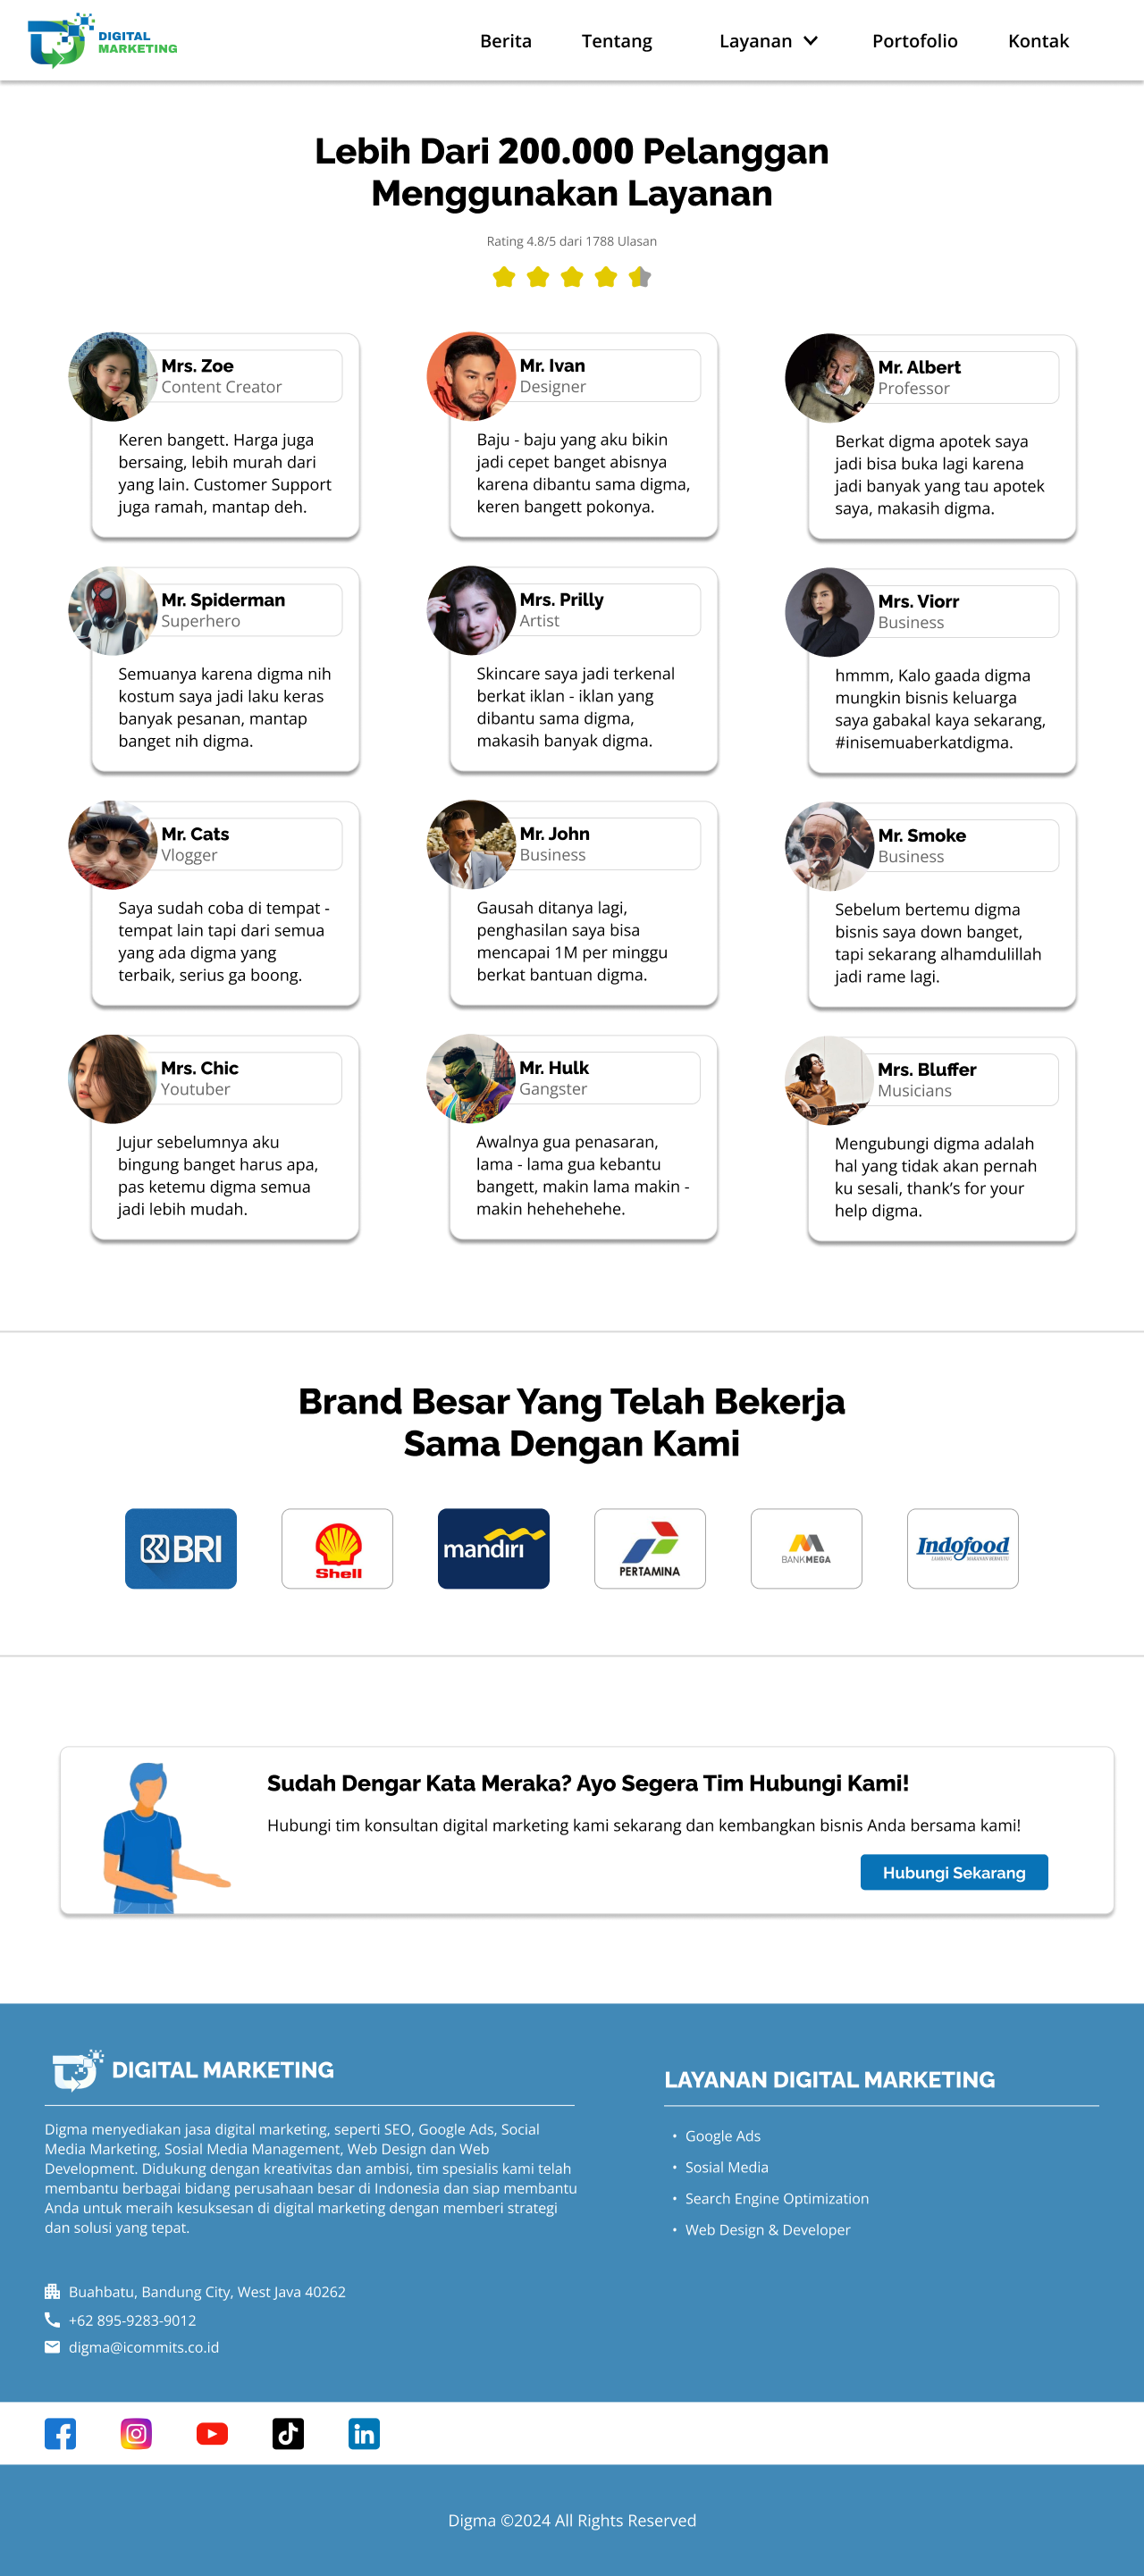 DIGITAL
MARKETING
Berita
Tentang
Layanan
Portofolio
Kontak
Lebih Dari 200.000 Pelanggan
Menggunakan Layanan
Rating 4.8/5 dari 1788 Ulasan
Mrs. Zoe
Content Creator
Keren bangett. Harga juga
bersaing, lebih murah dari
yang lain. Customer Support
juga ramah, mantap deh.
Mr. Ivan
Designer
Baju - baju yang aku bikin
jadi cepet banget abisnya
karena dibantu sama digma,
keren bangett pokonya.
Mr. Albert
Professor
Berkat digma apotek saya
jadi bisa buka lagi karena
jadi banyak yang tau apotek
saya, makasih digma.
Mr. Spiderman
Superhero
Semuanya karena digma nih
kostum saya jadi laku keras
banyak pesanan, mantap
banget nih digma.
Mrs. Prilly
Artist
Skincare saya jadi terkenal
berkat iklan - iklan yang
dibantu sama digma,
makasih banyak digma.
Mrs. Viorr
Business
hmmm, Kalo gaada digma
mungkin bisnis keluarga
saya gabakal kaya sekarang,
#inisemuaberkatdigma.
Mr. Cats
Vlogger
Saya sudah coba di tempat -
tempat lain tapi dari semua
yang ada digma yang
terbaik, serius ga boong.
Mr. John
Business
Gausah ditanya lagi,
penghasilan saya bisa
mencapai 1M per minggu
berkat bantuan digma.
Mr. Smoke
Business
Sebelum bertemu digma
bisnis saya down banget,
tapi sekarang alhamdulillah
jadi rame lagi.
Mrs. Chic
Youtuber
Jujur sebelumnya aku
bingung banget harus apa,
pas ketemu digma semua
jadi lebih mudah.
Mr. Hulk
Gangster
Awalnya gua penasaran,
lama - lama gua kebantu
bangett, makin lama makin -
makin hehehehehe.
Mrs. Bluffer
Musicians
Mengubungi digma adalah
hal yang tidak akan pernah
ku sesali, thank’s for your
help digma.
Brand Besar Yang Telah Bekerja
Sama Dengan Kami
BRI
Shell
mandiri
PERTAMINA
BANKMEGA
Indofood
LAMBANG MAKANAN BERMUTU
Sudah Dengar Kata Meraka? Ayo Segera Tim Hubungi Kami!
Hubungi tim konsultan digital marketing kami sekarang dan kembangkan bisnis Anda bersama kami!
Hubungi Sekarang
DIGITAL MARKETING
Digma menyediakan jasa digital marketing, seperti SEO, Google Ads, Social
Media Marketing, Sosial Media Management, Web Design dan Web
Development. Didukung dengan kreativitas dan ambisi, tim spesialis kami telah
membantu berbagai bidang perusahaan besar di Indonesia dan siap membantu
Anda untuk meraih kesuksesan di digital marketing dengan memberi strategi
dan solusi yang tepat.
Buahbatu, Bandung City, West Java 40262
+62 895-9283-9012
digma@icommits.co.id
LAYANAN DIGITAL MARKETING
• Google Ads
• Sosial Media
• Search Engine Optimization
• Web Design & Developer
in
Digma ©2024 All Rights Reserved